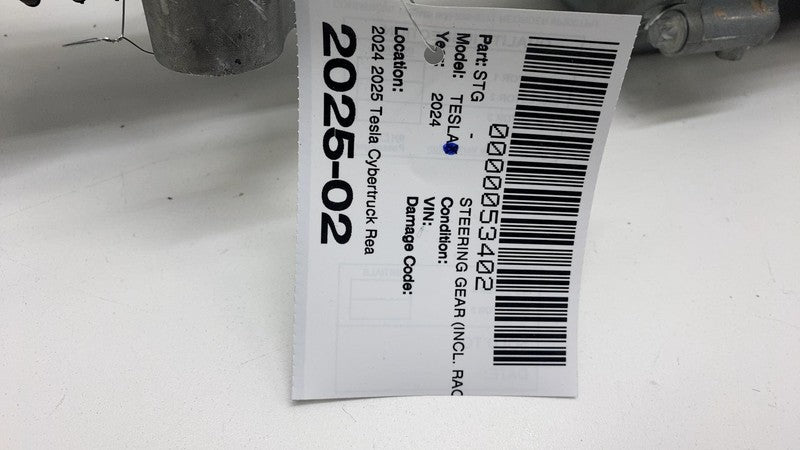 0000053402
Part: STG - STEERING GEAR (INCL. RAC
Model: TESLA Condition:
Year: 2024 VIN:
Damage Code:
Location:
2024 2025 Tesla Cybertruck Rea
2025-02